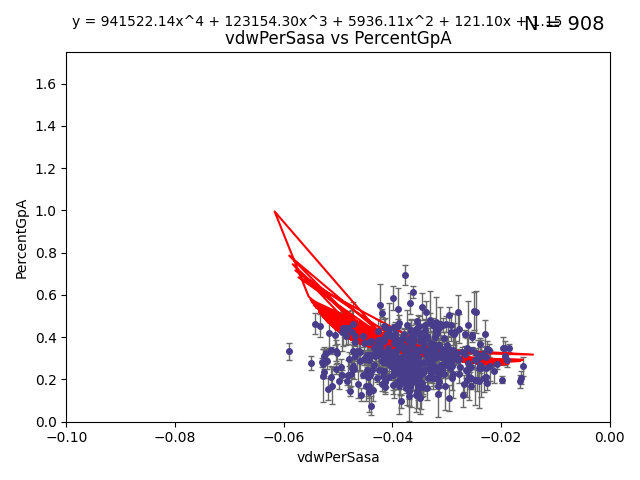 y = 941522.14x^4 + 123154.30x^3 + 5936.11x^2 + 121.10x + 1.15
N = 908
vdwPerSasa vs PercentGpA
1.6
1.4
1.2
1.0
0.8
0.6
0.4
0.2
0.0
PercentGpA
−0.10 −0.08 −0.06 −0.04 −0.02 0.00
vdwPerSasa